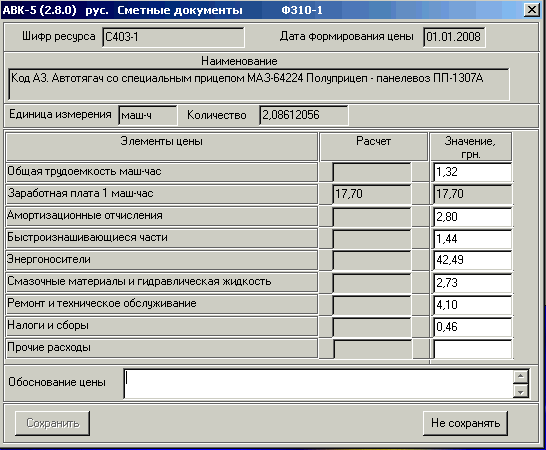 АВК-5 (2.8.0) рус. Сметные документы Ф310-1
Шифр ресурса С403-1 Дата формирования цены 01.01.2008
Наименование
Код А3. Автотягач со специальным прицепом МАЗ-64224 Полуприцеп - панелевоз ПП-1307А
Единица измерения маш-ч Количество 2,08612056
Элементы цены Расчет Значение,
грн.
Общая трудоемкость маш-час 1,32
Заработная плата 1 маш-час 17,70 17,70
Амортизационные отчисления 2,80
Быстроизнашивающиеся части 1,44
Энергоносители 42,49
Смазочные материалы и гидравлическая жидкость 2,73
Ремонт и техническое обслуживание 4,10
Налоги и сборы 0,46
Прочие расходы
Обоснование цены
Сохранить Не сохранять